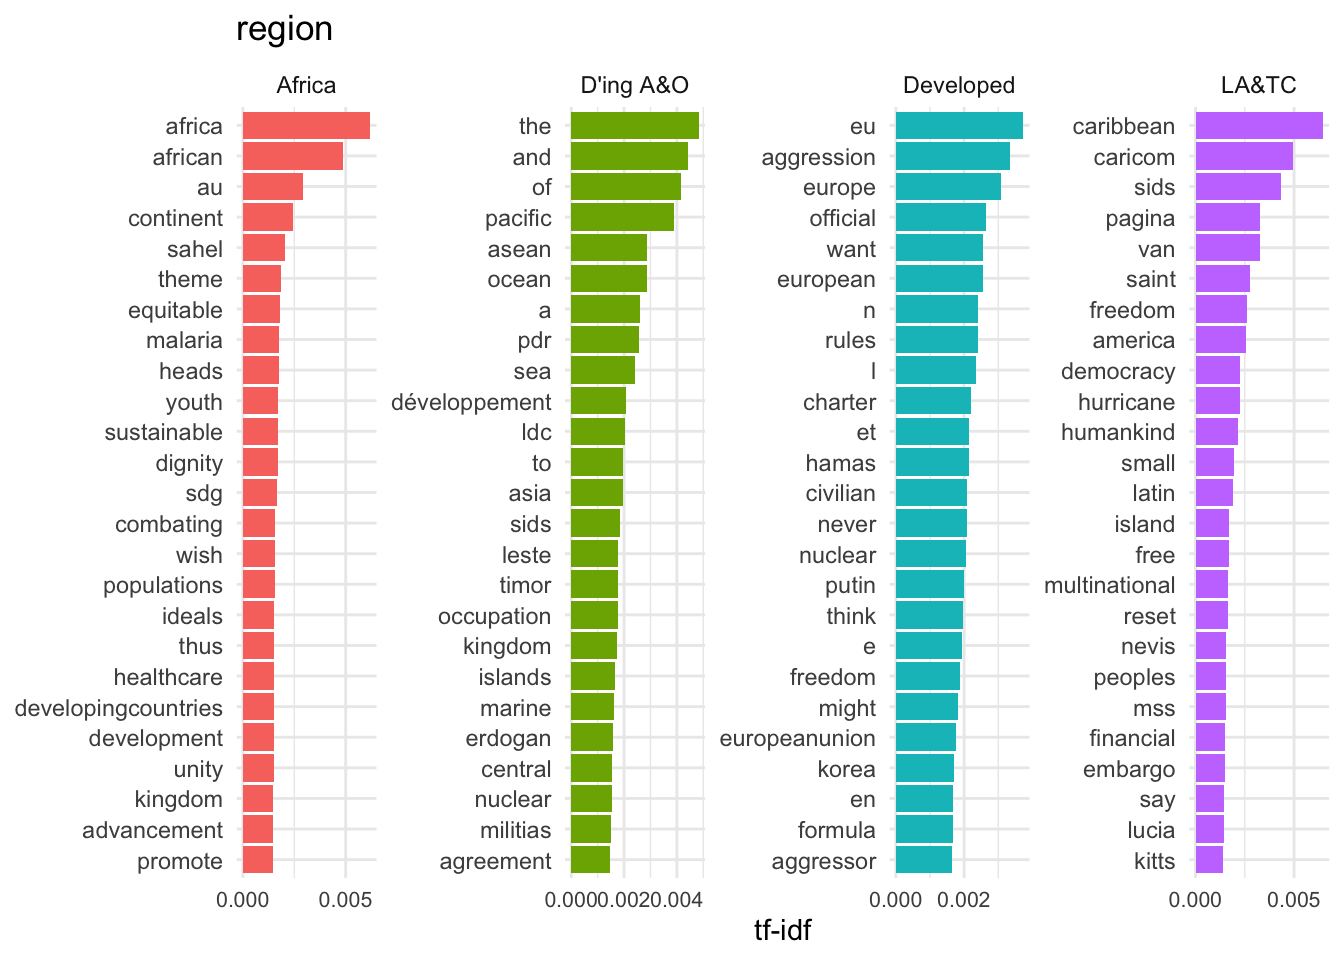 region
Africa
D'ing A&O
Developed
LA&TC
africa
african
au
continent
sahel
theme
equitable
malaria
heads
youth
sustainable
dignity
sdg
combating
wish
populations
ideals
thus
healthcare
developingcountries
development
unity
kingdom
advancement
promote
0.000
0.005
the
and
of
pacific
asean
ocean
a
pdr
sea
développement
ldc
to
asia
sids
leste
timor
occupation
kingdom
islands
marine
erdogan
central
nuclear
militias
agreement
0.000
0.002
0.004
eu
aggression
europe
official
want
european
n
rules
l
charter
et
hamas
civilian
never
nuclear
putin
think
e
freedom
might
europeanunion
korea
en
formula
aggressor
0.000
0.002
caribbean
caricom
sids
pagina
van
saint
freedom
america
democracy
hurricane
humankind
small
latin
island
free
multinational
reset
nevis
peoples
mss
financial
embargo
say
lucia
kitts
0.000
0.005
tf-idf